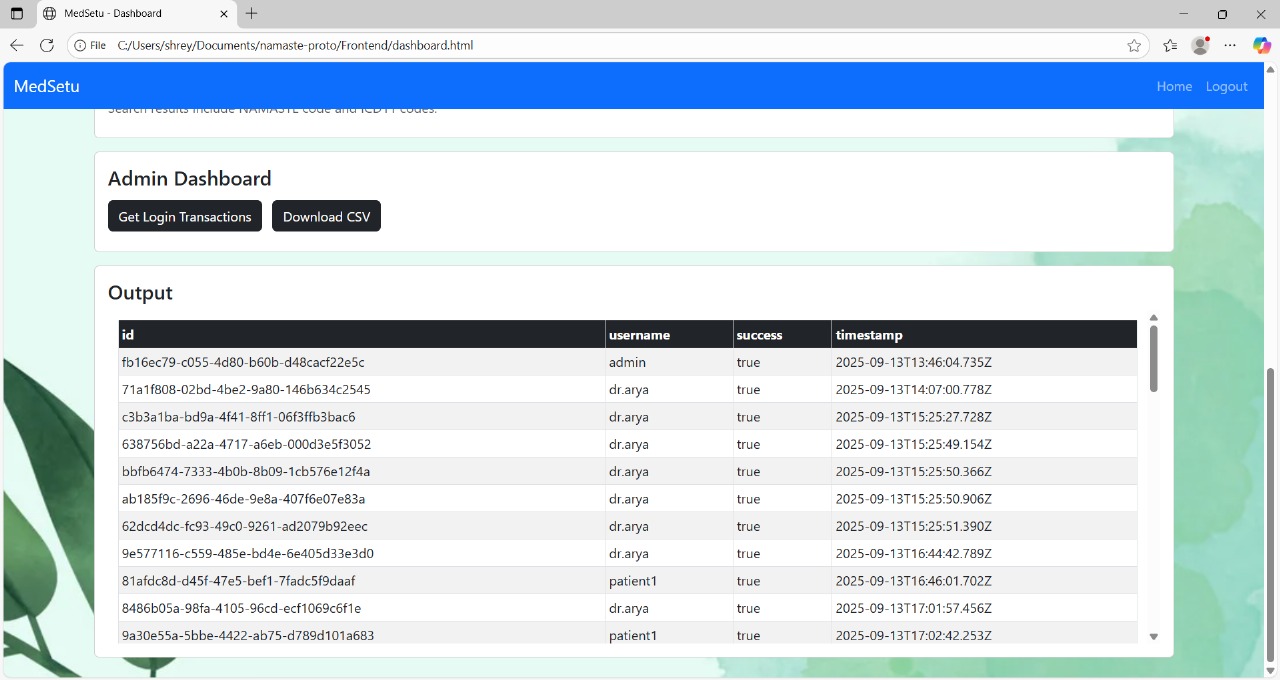 MedSetu - Dashboard
File C:/Users/shrey/Documents/namaste-proto/Frontend/dashboard.html
MedSetu Home Logout
Search results include NAMASTE code and ICD11 codes.
Admin Dashboard
Get Login Transactions Download CSV
Output
id username success timestamp
fb16ec79-c055-4d80-b60b-d48cacf22e5c admin true 2025-09-13T13:46:04.735Z
71a1f808-02bd-4be2-9a80-146b634c2545 dr.arya true 2025-09-13T14:07:00.778Z
c3b3a1ba-bd9a-4f41-8ff1-06f3ffb3bac6 dr.arya true 2025-09-13T15:25:27.728Z
638756bd-a22a-4717-a6eb-000d3e5f3052 dr.arya true 2025-09-13T15:25:49.154Z
bbfb6474-7333-4b0b-8b09-1cb576e12f4a dr.arya true 2025-09-13T15:25:50.366Z
ab185f9c-2696-46de-9e8a-407f6e07e83a dr.arya true 2025-09-13T15:25:50.906Z
62dcd4dc-fc93-49c0-9261-ad2079b92eec dr.arya true 2025-09-13T15:25:51.390Z
9e577116-c559-485e-bd4e-6e405d33e3d0 dr.arya true 2025-09-13T16:44:42.789Z
81afdc8d-d45f-47e5-bef1-7fadc5f9daaf patient1 true 2025-09-13T16:46:01.702Z
8486b05a-98fa-4105-96cd-ecf1069c6f1e dr.arya true 2025-09-13T17:01:57.456Z
9a30e55a-5bbe-4422-ab75-d789d101a683 patient1 true 2025-09-13T17:02:42.253Z